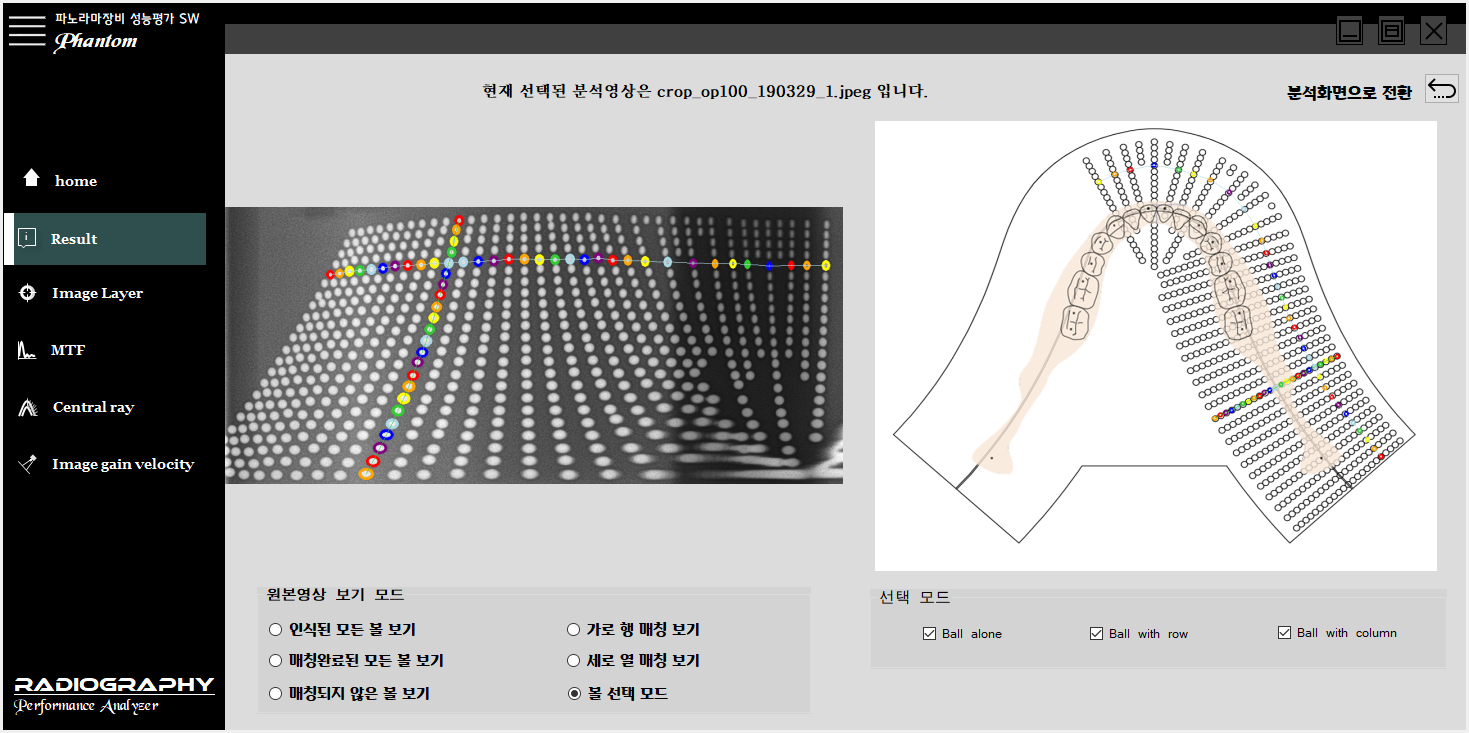 파노라마장비 성능평가 SW
Phantom
현재 선택된 분석영상은 crop_op100_190329_1.jpeg 입니다.
분석화면으로 전환
home
Result
Image Layer
MTF
Central ray
Image gain velocity
원본영상 보기 모드
인식된 모든 볼 보기
가로 행 매칭 보기
매칭완료된 모든 볼 보기
세로 열 매칭 보기
매칭되지 않은 볼 보기
볼 선택 모드
선택 모드
Ball alone
Ball with row
Ball with column
RADIOGRAPHY
Performance Analyzer